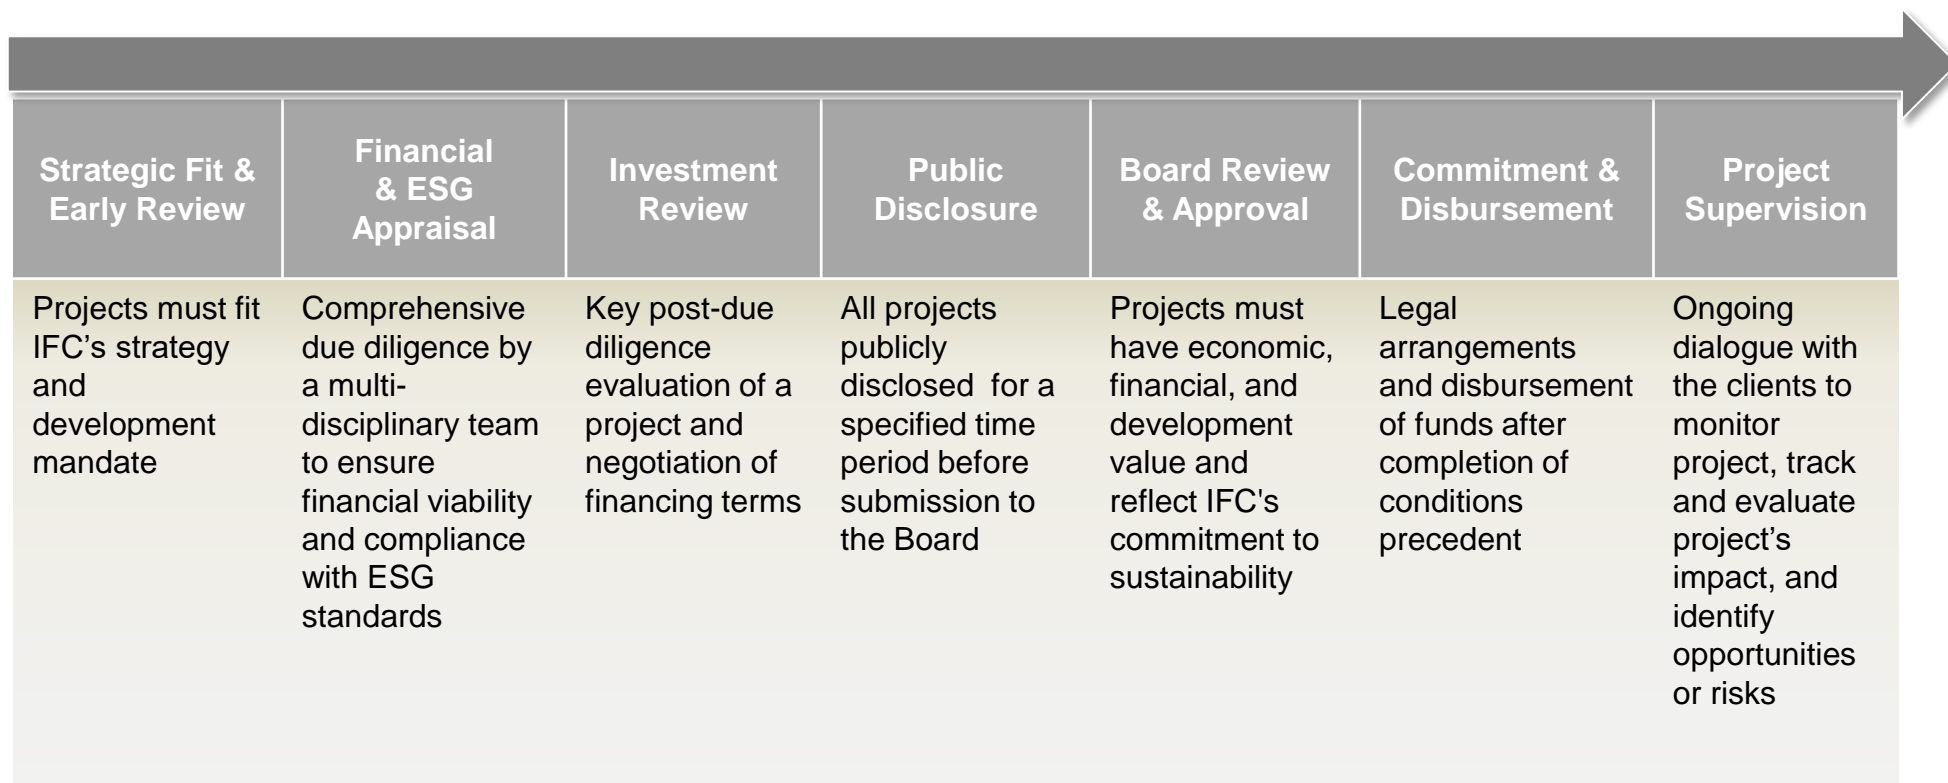 Strategic Fit &
Early Review
Financial
& ESG
Appraisal
Investment
Review
Public
Disclosure
Board Review
& Approval
Commitment &
Disbursement
Project
Supervision
Projects must fit
IFC’s strategy
and
development
mandate
Comprehensive
due diligence by
a multi-
disciplinary team
to ensure
financial viability
and compliance
with ESG
standards
Key post-due
diligence
evaluation of a
project and
negotiation of
financing terms
All projects
publicly
disclosed  for a
specified time
period before
submission to
the Board
Projects must
have economic,
financial, and
development
value and
reflect IFC's
commitment to
sustainability
Legal
arrangements
and disbursement
of funds after
completion of
conditions
precedent
Ongoing
dialogue with
the clients to
monitor
project, track
and evaluate
project’s
impact, and
identify
opportunities
or risks